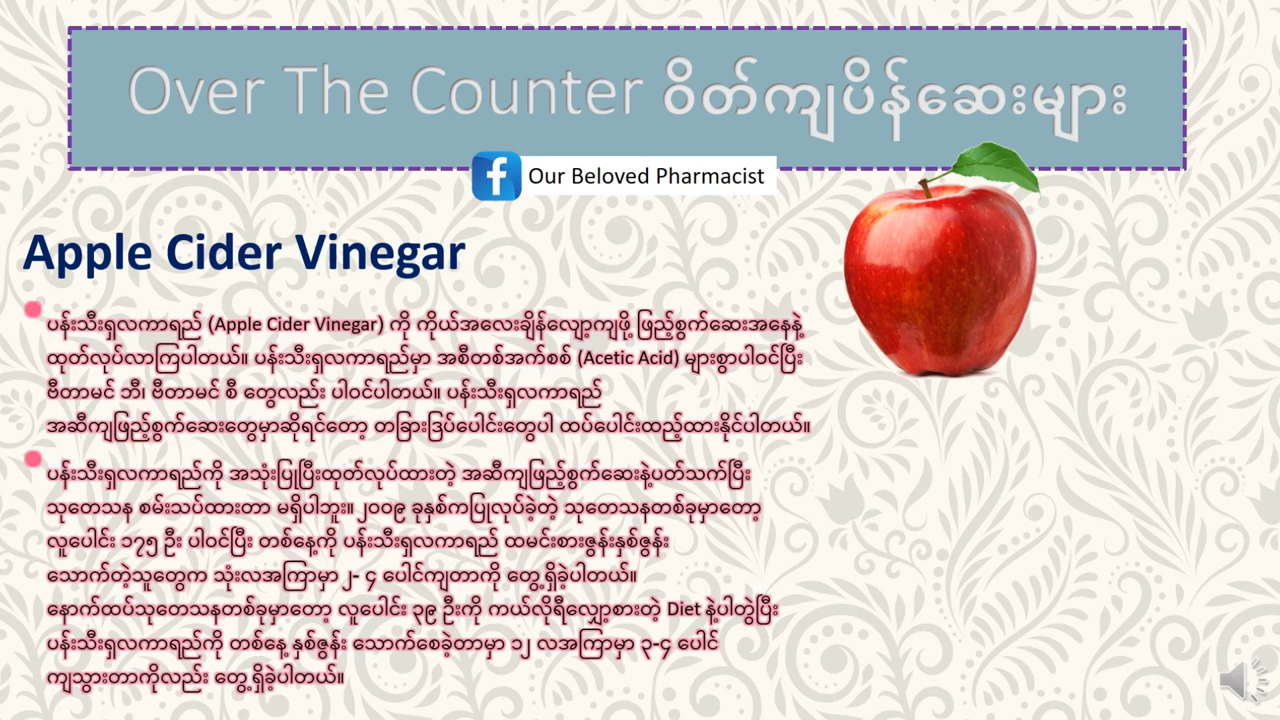 Over The Counter ဝိတ်ကျပိန်ဆေးများ
Our Beloved Pharmacist
Apple Cider Vinegar
ပန်းသီးရှလကာရည် (Apple Cider Vinegar) ကို ကိုယ်အလေးချိန်လျော့ကျဖို့ ဖြည့်စွက်ဆေးအနေနဲ့
ထုတ်လုပ်လာကြပါတယ်။ ပန်းသီးရှလကာရည်မှာ အစီတစ်အက်စစ် (Acetic Acid) များစွာပါဝင်ပြီး
ဗီတာမင် ဘီ၊ ဗီတာမင် စီ တွေလည်း ပါဝင်ပါတယ်။ ပန်းသီးရှလကာရည်
အဆီကျဖြည့်စွက်ဆေးတွေမှာဆိုရင်တော့ တခြားဒြပ်ပေါင်းတွေပါ ထပ်ပေါင်းထည့်ထားနိုင်ပါတယ်။
ပန်းသီးရှလကာရည်ကို အသုံးပြုပြီးထုတ်လုပ်ထားတဲ့ အဆီကျဖြည့်စွက်ဆေးနဲ့ပတ်သက်ပြီး
သုတေသန စမ်းသပ်ထားတာ မရှိပါဘူး။ ၂၀၀၉ ခုနှစ်ကပြုလုပ်ခဲ့တဲ့ သုတေသနတစ်ခုမှာတော့
လူပေါင်း ၁၇၅ ဦး ပါဝင်ပြီး တစ်နေ့ကို ပန်းသီးရှလကာရည် ထမင်းစားဇွန်းနှစ်ဇွန်း
သောက်တဲ့သူတွေက သုံးလအကြာမှာ ၂- ၄ ပေါင်ကျတာကို တွေ့ရှိခဲ့ပါတယ်။
နောက်ထပ်သုတေသနတစ်ခုမှာတော့ လူပေါင်း ၃၉ ဦးကို ကယ်လိုရီလျှော့စားတဲ့ Diet နဲ့ပါတွဲပြီး
ပန်းသီးရှလကာရည်ကို တစ်နေ့ နှစ်ဇွန်း သောက်စေခဲ့တာမှာ ၁၂ လအကြာမှာ ၃-၄ ပေါင်
ကျသွားတာကိုလည်း တွေ့ရှိခဲ့ပါတယ်။